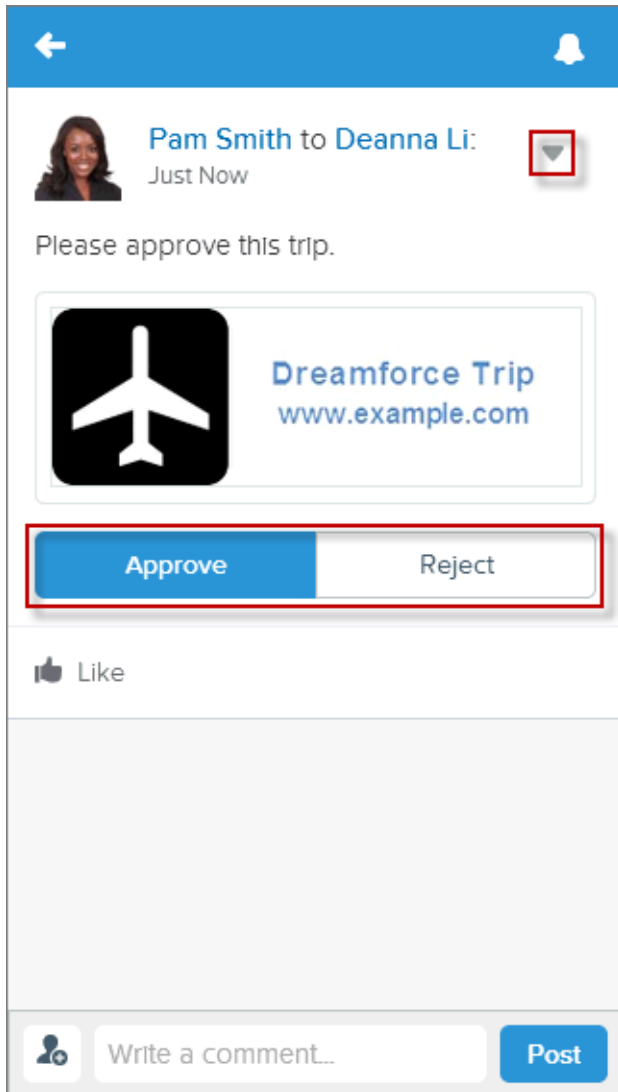 Pam Smith to Deanna Li:
Just Now
Please approve this trip.
Dreamforce Trip
www.example.com
Approve Reject
Like
Write a comment... Post